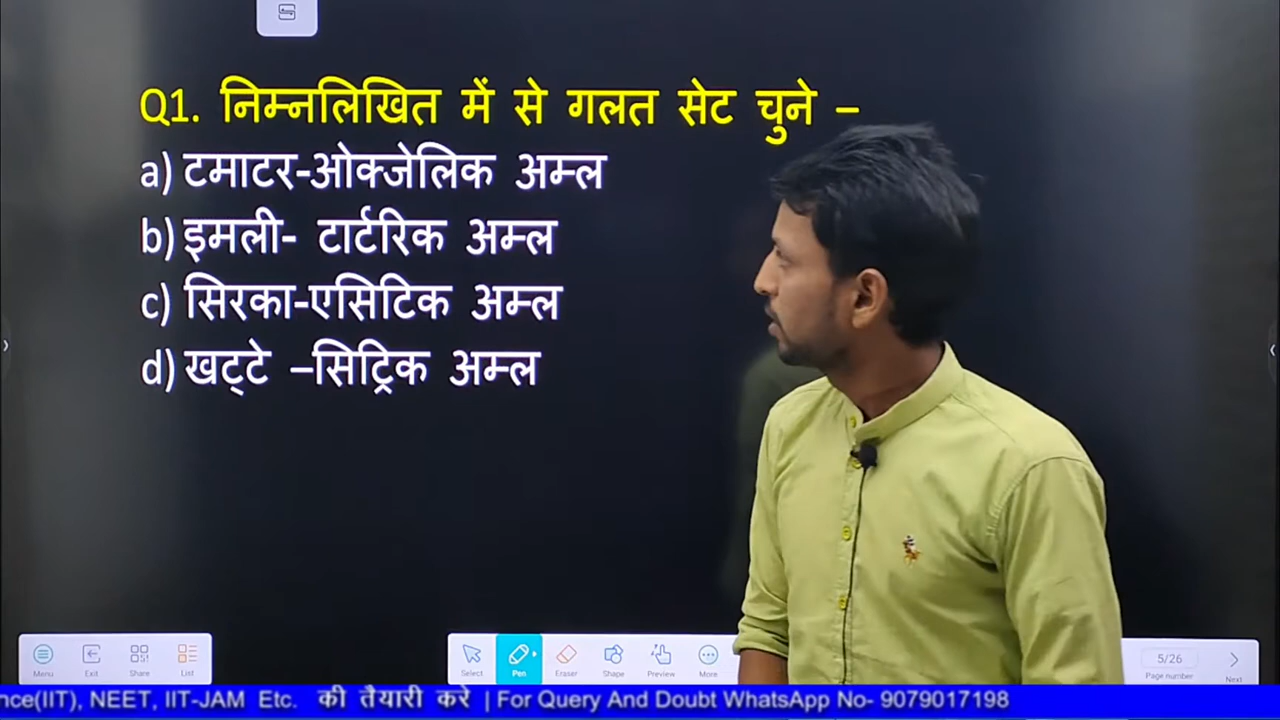 Q1. निम्नलिखित में से गलत सेट चुने –
a) टमाटर-ओक्जेलिक अम्ल
b) इमली- टार्टरिक अम्ल
c) सिरका-एसिटिक अम्ल
d) खट्टे –सिट्रिक अम्ल
Menu Exit Share List Select Pen Eraser Shape Preview More 5/26 Page number Next
nce(IIT), NEET, IIT-JAM Etc. की तैयारी करे | For Query And Doubt WhatsApp No- 9079017198